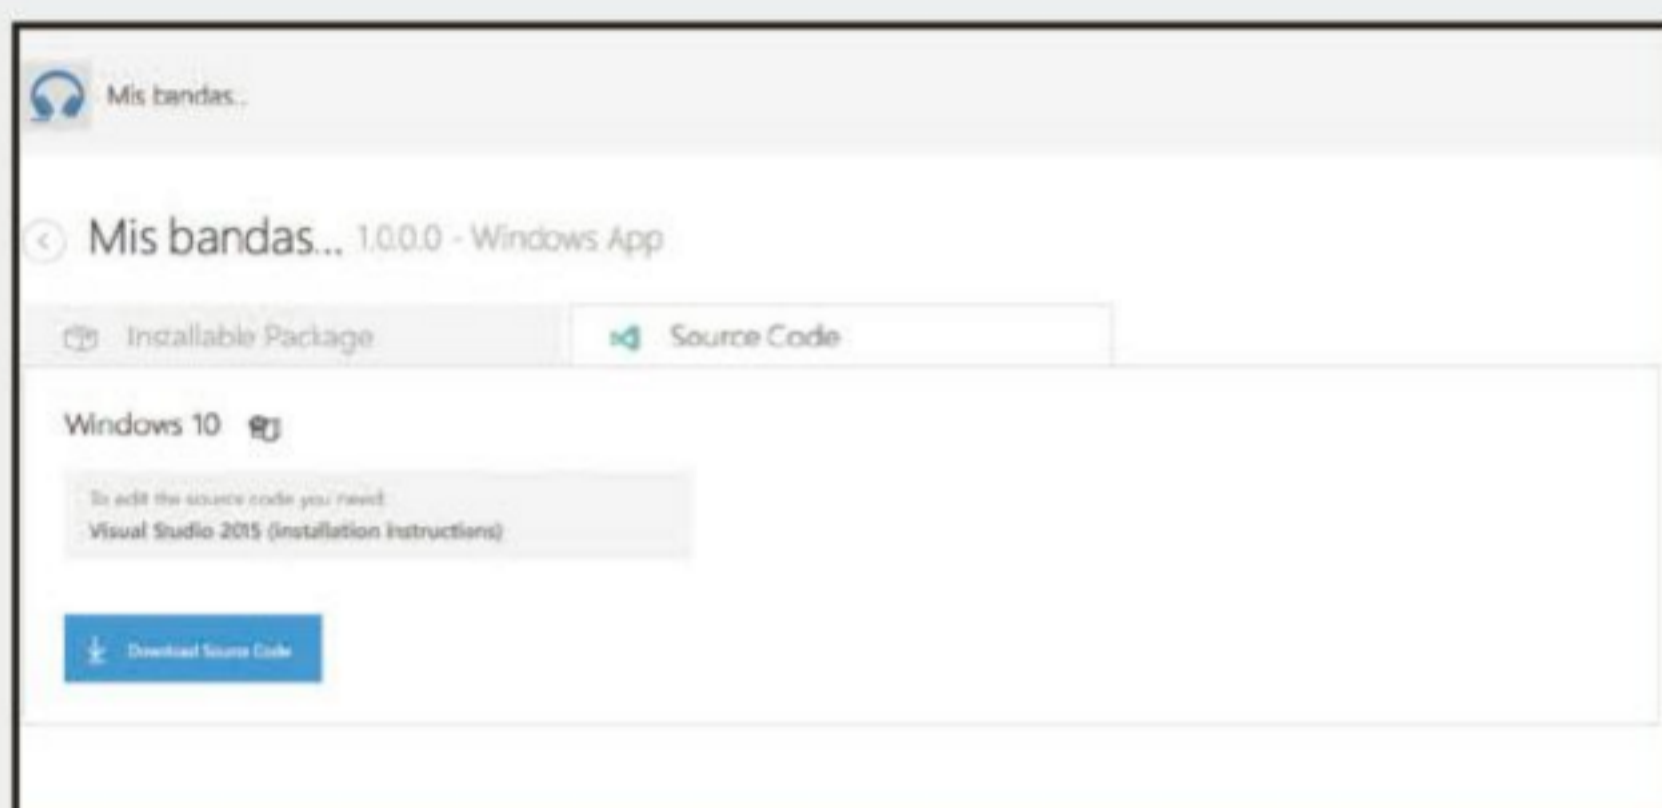 Mis bandas...
Mis bandas... 1.0.0.0 - Windows App
Installable Package
Source Code
Windows 10
To edit the source code you need:
Visual Studio 2015 (installation instructions)
Download Source Code